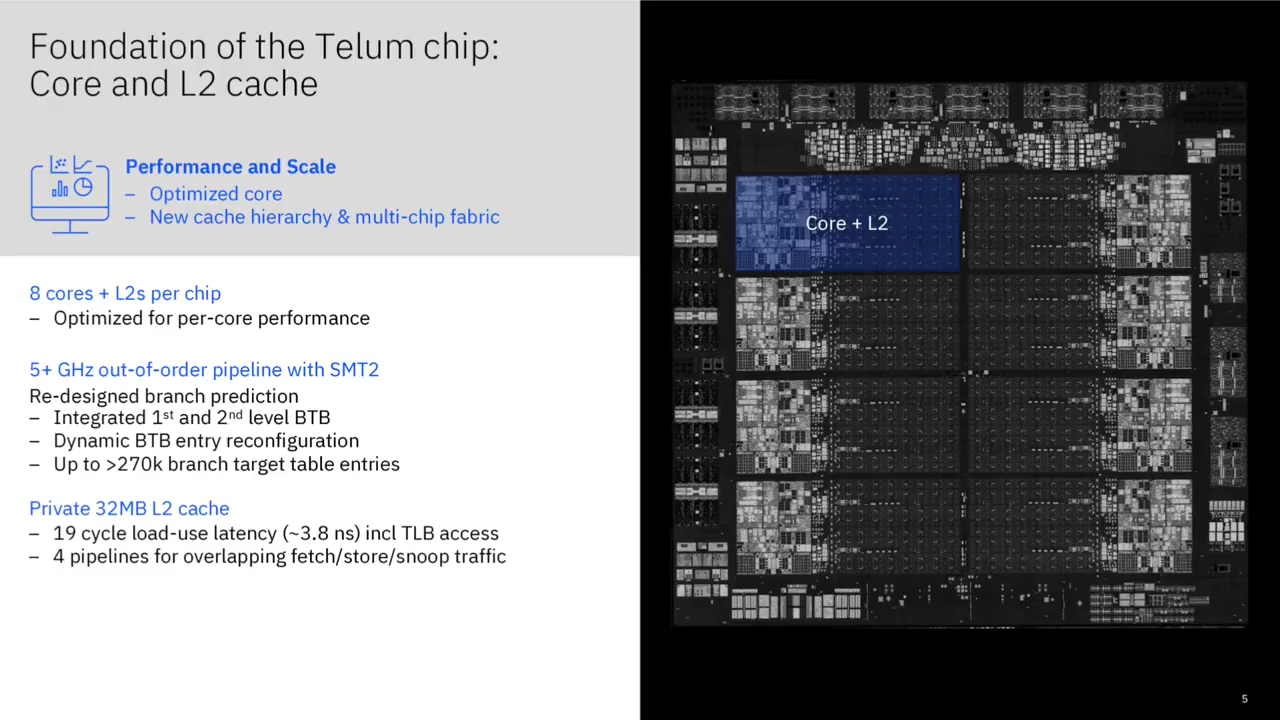 Foundation of the Telum chip:
Core and L2 cache
Performance and Scale
– Optimized core
– New cache hierarchy & multi-chip fabric
8 cores + L2s per chip
– Optimized for per-core performance
5+ GHz out-of-order pipeline with SMT2
Re-designed branch prediction
– Integrated 1st and 2nd level BTB
– Dynamic BTB entry reconfiguration
– Up to >270k branch target table entries
Private 32MB L2 cache
– 19 cycle load-use latency (~3.8 ns) incl TLB access
– 4 pipelines for overlapping fetch/store/snoop traffic
Core + L2
5